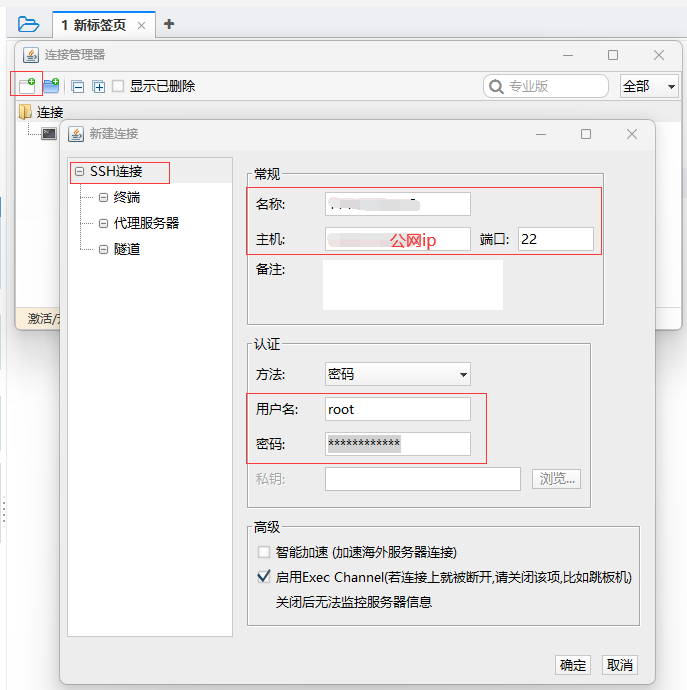 1 新标签页
连接管理器
显示已删除
专业版
全部
连接
新建连接
SSH连接
终端
代理服务器
隧道
常规
名称:
主机:
公网ip
端口: 22
备注:
激活/
认证
方法: 密码
用户名: root
密码: ************
私钥:
浏览...
高级
智能加速 (加速海外服务器连接)
启用Exec Channel(若连接上就被断开,请关闭该项,比如跳板机)
关闭后无法监控服务器信息
确定 取消